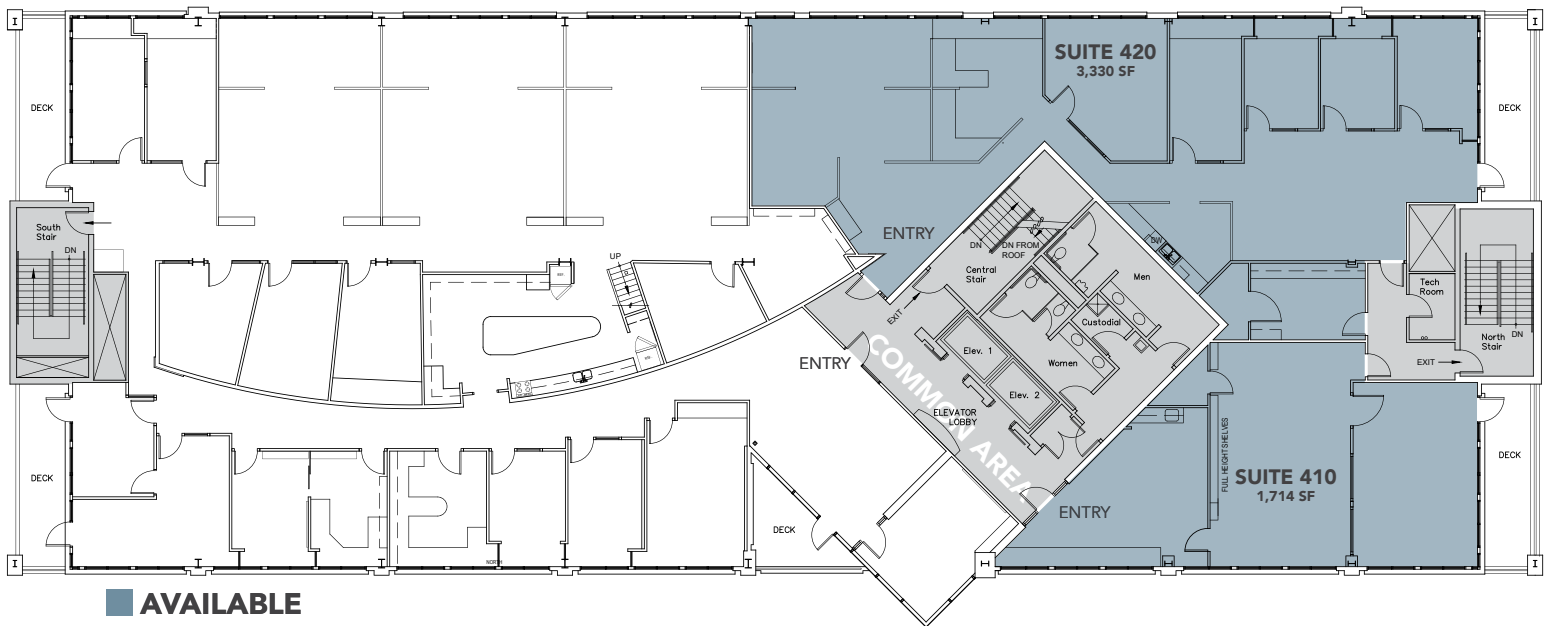 SUITE 420
3,330 SF
DECK
DECK
South
Stair
DN
UP
ENTRY
DN
DN FROM
ROOF
Central
Stair
Men
DW
EXIT
Custodial
Tech
Room
North
Stair
DN
EXIT
Elev. 1
Women
ENTRY
Elev. 2
COMMON AREA
ELEVATOR
LOBBY
FULL HEIGHT SHELVES
DECK
DECK
SUITE 410
1,714 SF
ENTRY
DECK
NORTH
AVAILABLE